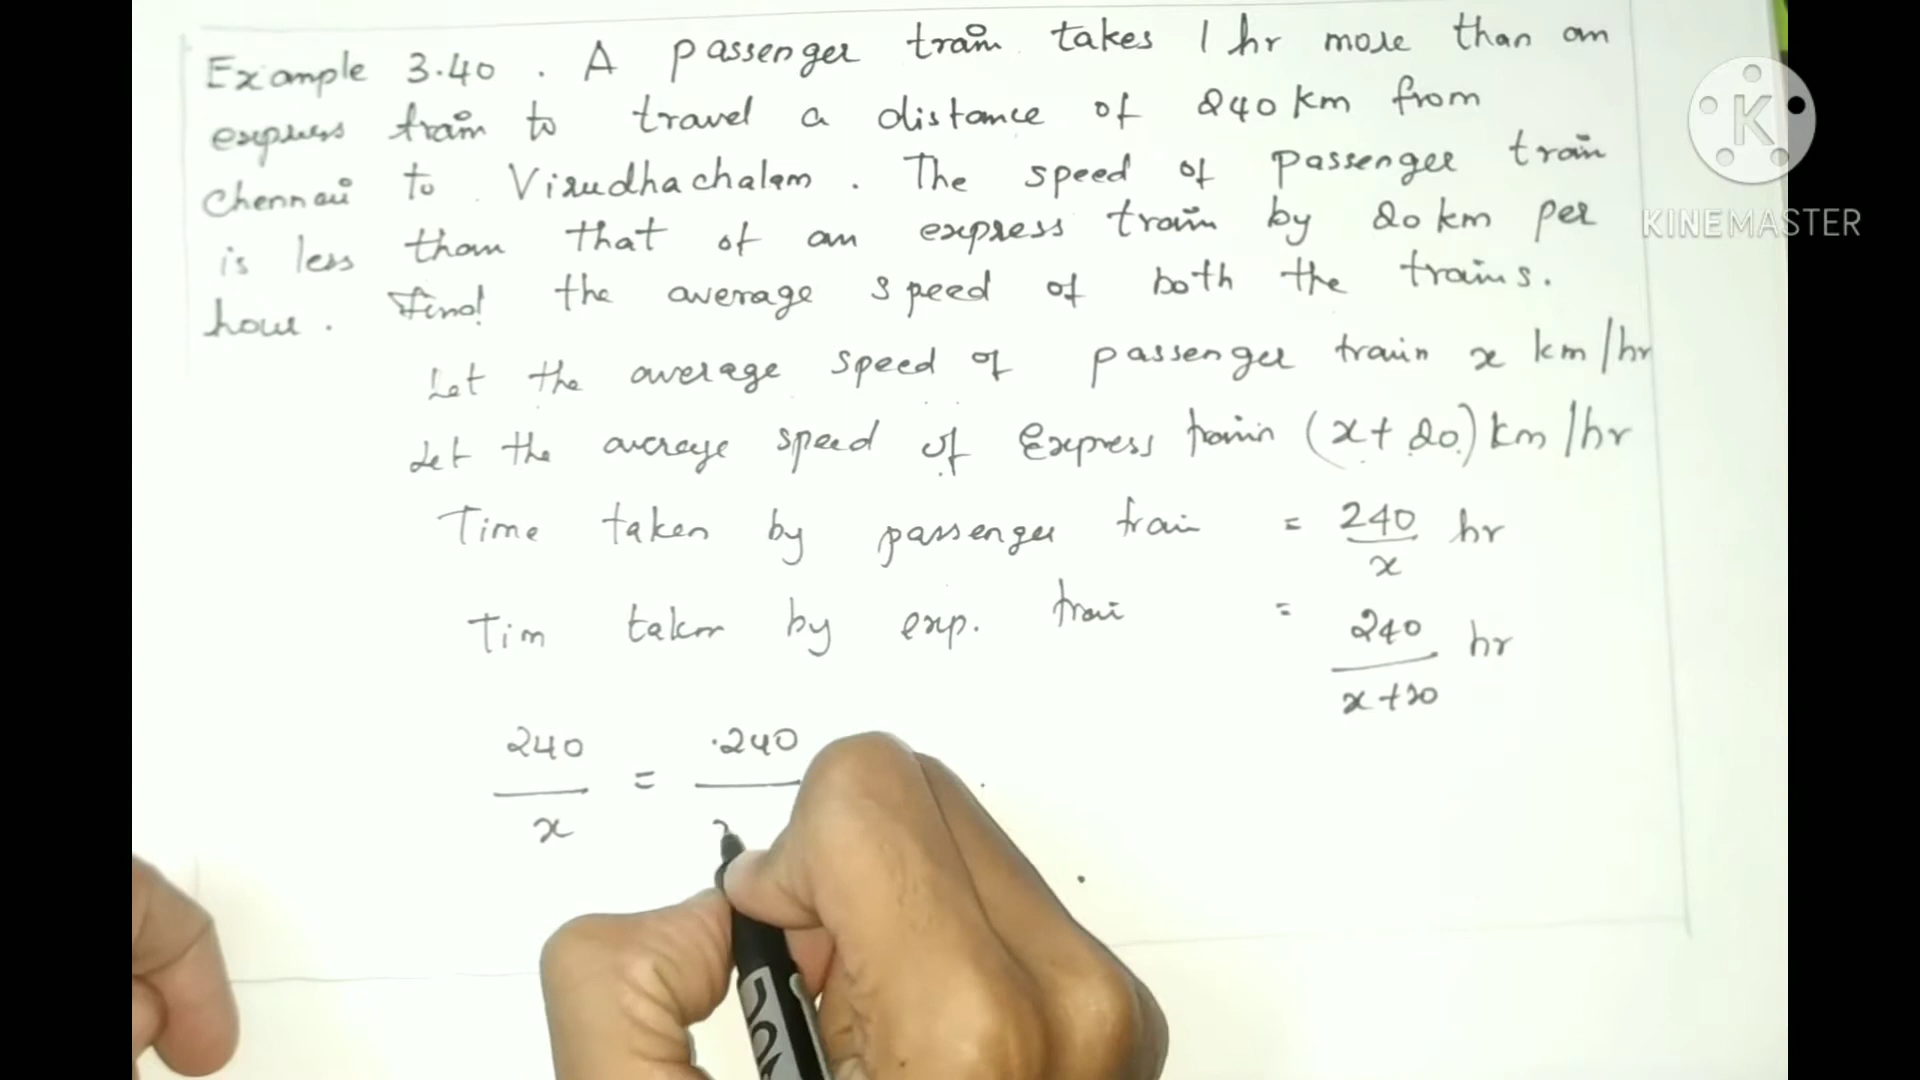 Example 3.40 . A passenger train takes 1 hr more than an
express train to travel a distance of 240 km from
Chennai to Virudhachalam . The speed of passenger train
is less than that of an express train by 20 km per
hour . Find the average speed of both the trains.
Let the average speed of passenger train x km/hr
Let the average speed of Express train (x + 20) km/hr
Time taken by passenger train = 240/x hr
Tim taken by exp. trai = 240/x+20 hr
240/x = 240/
K
KINEMASTER